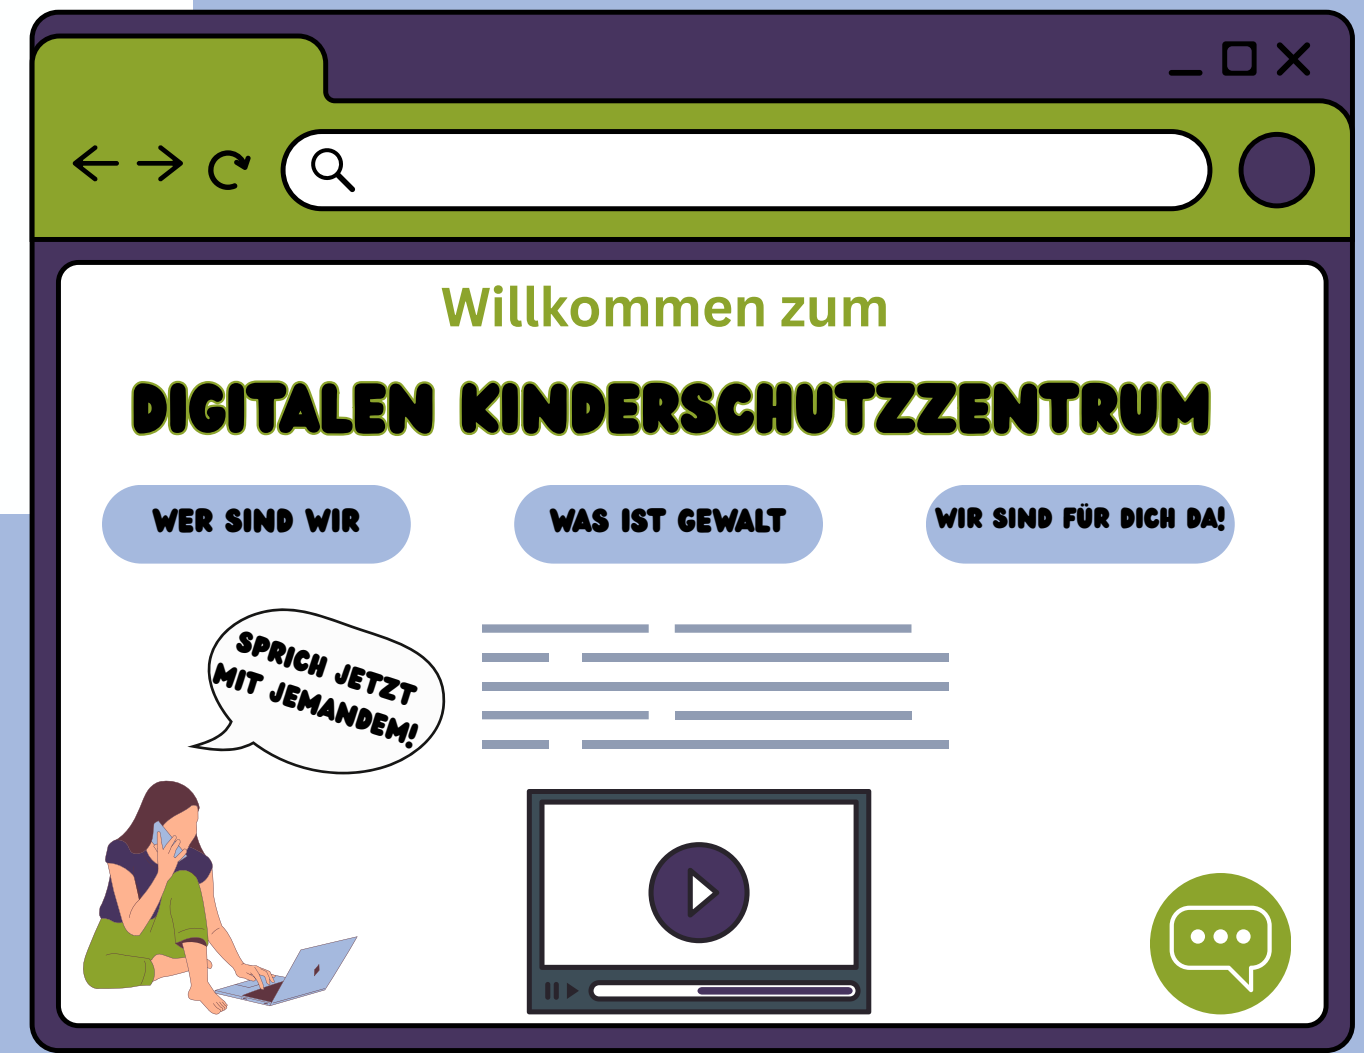 Willkommen zum
DIGITALEN KINDERSCHUTZZENTRUM
WER SIND WIR
WAS IST GEWALT
WIR SIND FÜR DICH DA!
SPRICH JETZT
MIT JEMANDEM!